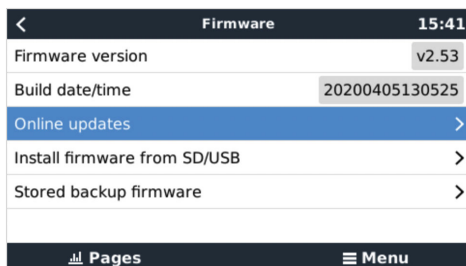 Firmware 15:41
Firmware version v2.53
Build date/time 20200405130525
Online updates
Install firmware from SD/USB
Stored backup firmware
Pages Menu